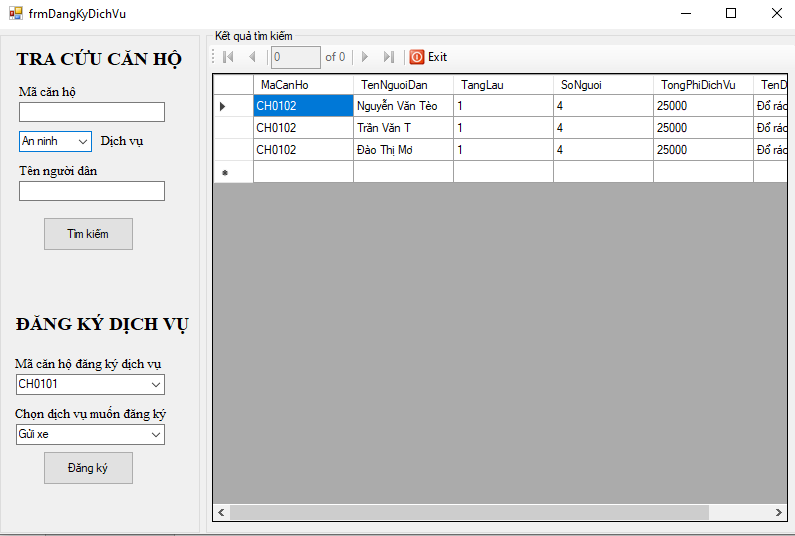 frmDangKyDichVu
TRA CỨU CĂN HỘ
Mã căn hộ
An ninh Dịch vụ
Tên người dân
Tìm kiếm
ĐĂNG KÝ DỊCH VỤ
Mã căn hộ đăng ký dịch vụ
CH0101
Chọn dịch vụ muốn đăng ký
Gửi xe
Đăng ký
Kết quả tìm kiếm
0 of 0 Exit
MaCanHo TenNguoiDan TangLau SoNguoi TongPhiDichVu TenD
CH0102 Nguyễn Văn Tèo 1 4 25000 Đổ rác
CH0102 Trần Văn T 1 4 25000 Đổ rác
CH0102 Đào Thị Mơ 1 4 25000 Đổ rác